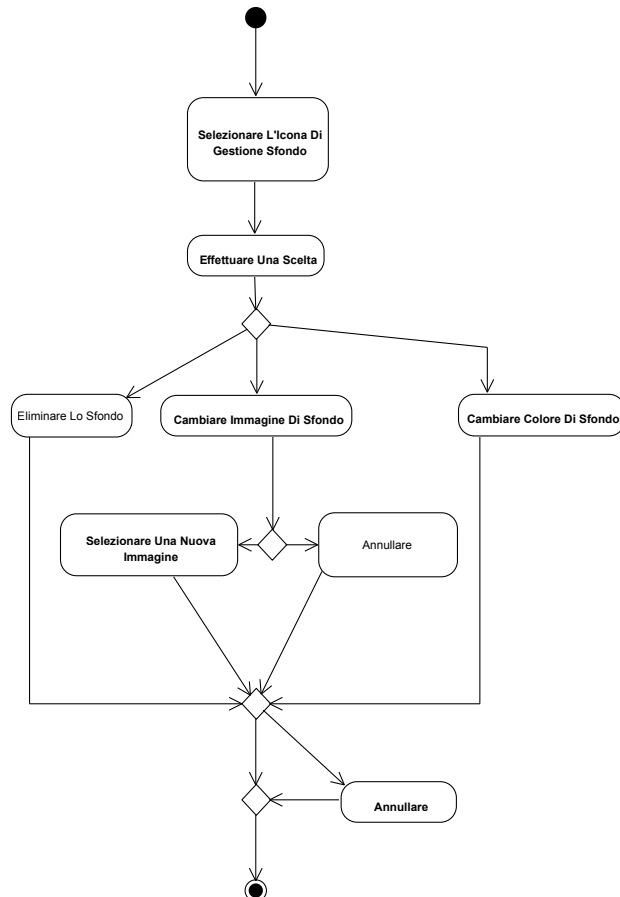 Selezionare L'Icona Di
Gestione Sfondo
Effettuare Una Scelta
Eliminare Lo Sfondo
Cambiare Immagine Di Sfondo
Cambiare Colore Di Sfondo
Selezionare Una Nuova
Immagine
Annullare
Annullare